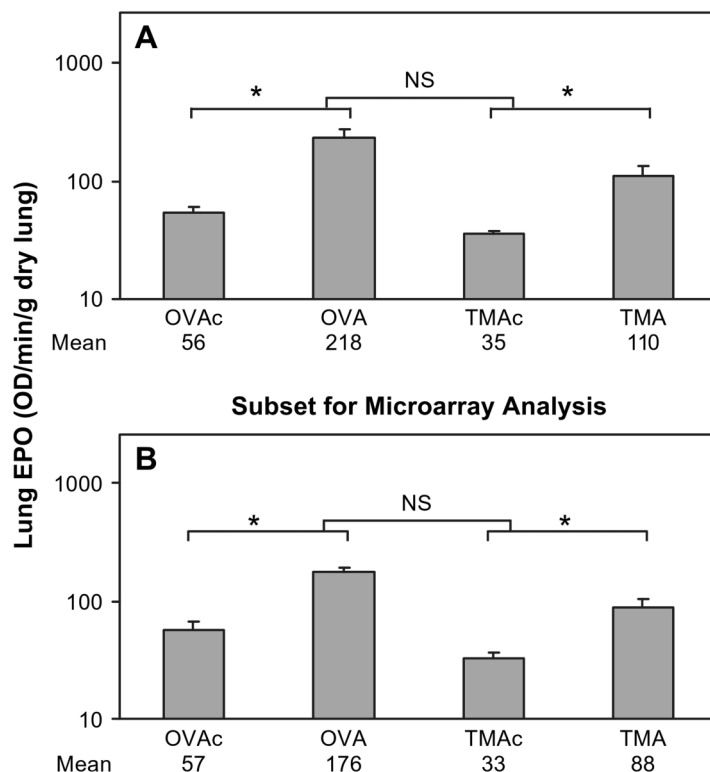 A
1000
NS
*
*
100
10
OVAc OVA TMAc TMA
Mean 56 218 35 110
Lung EPO (OD/min/g dry lung)
Subset for Microarray Analysis
B
1000
NS
*
*
100
10
OVAc OVA TMAc TMA
Mean 57 176 33 88